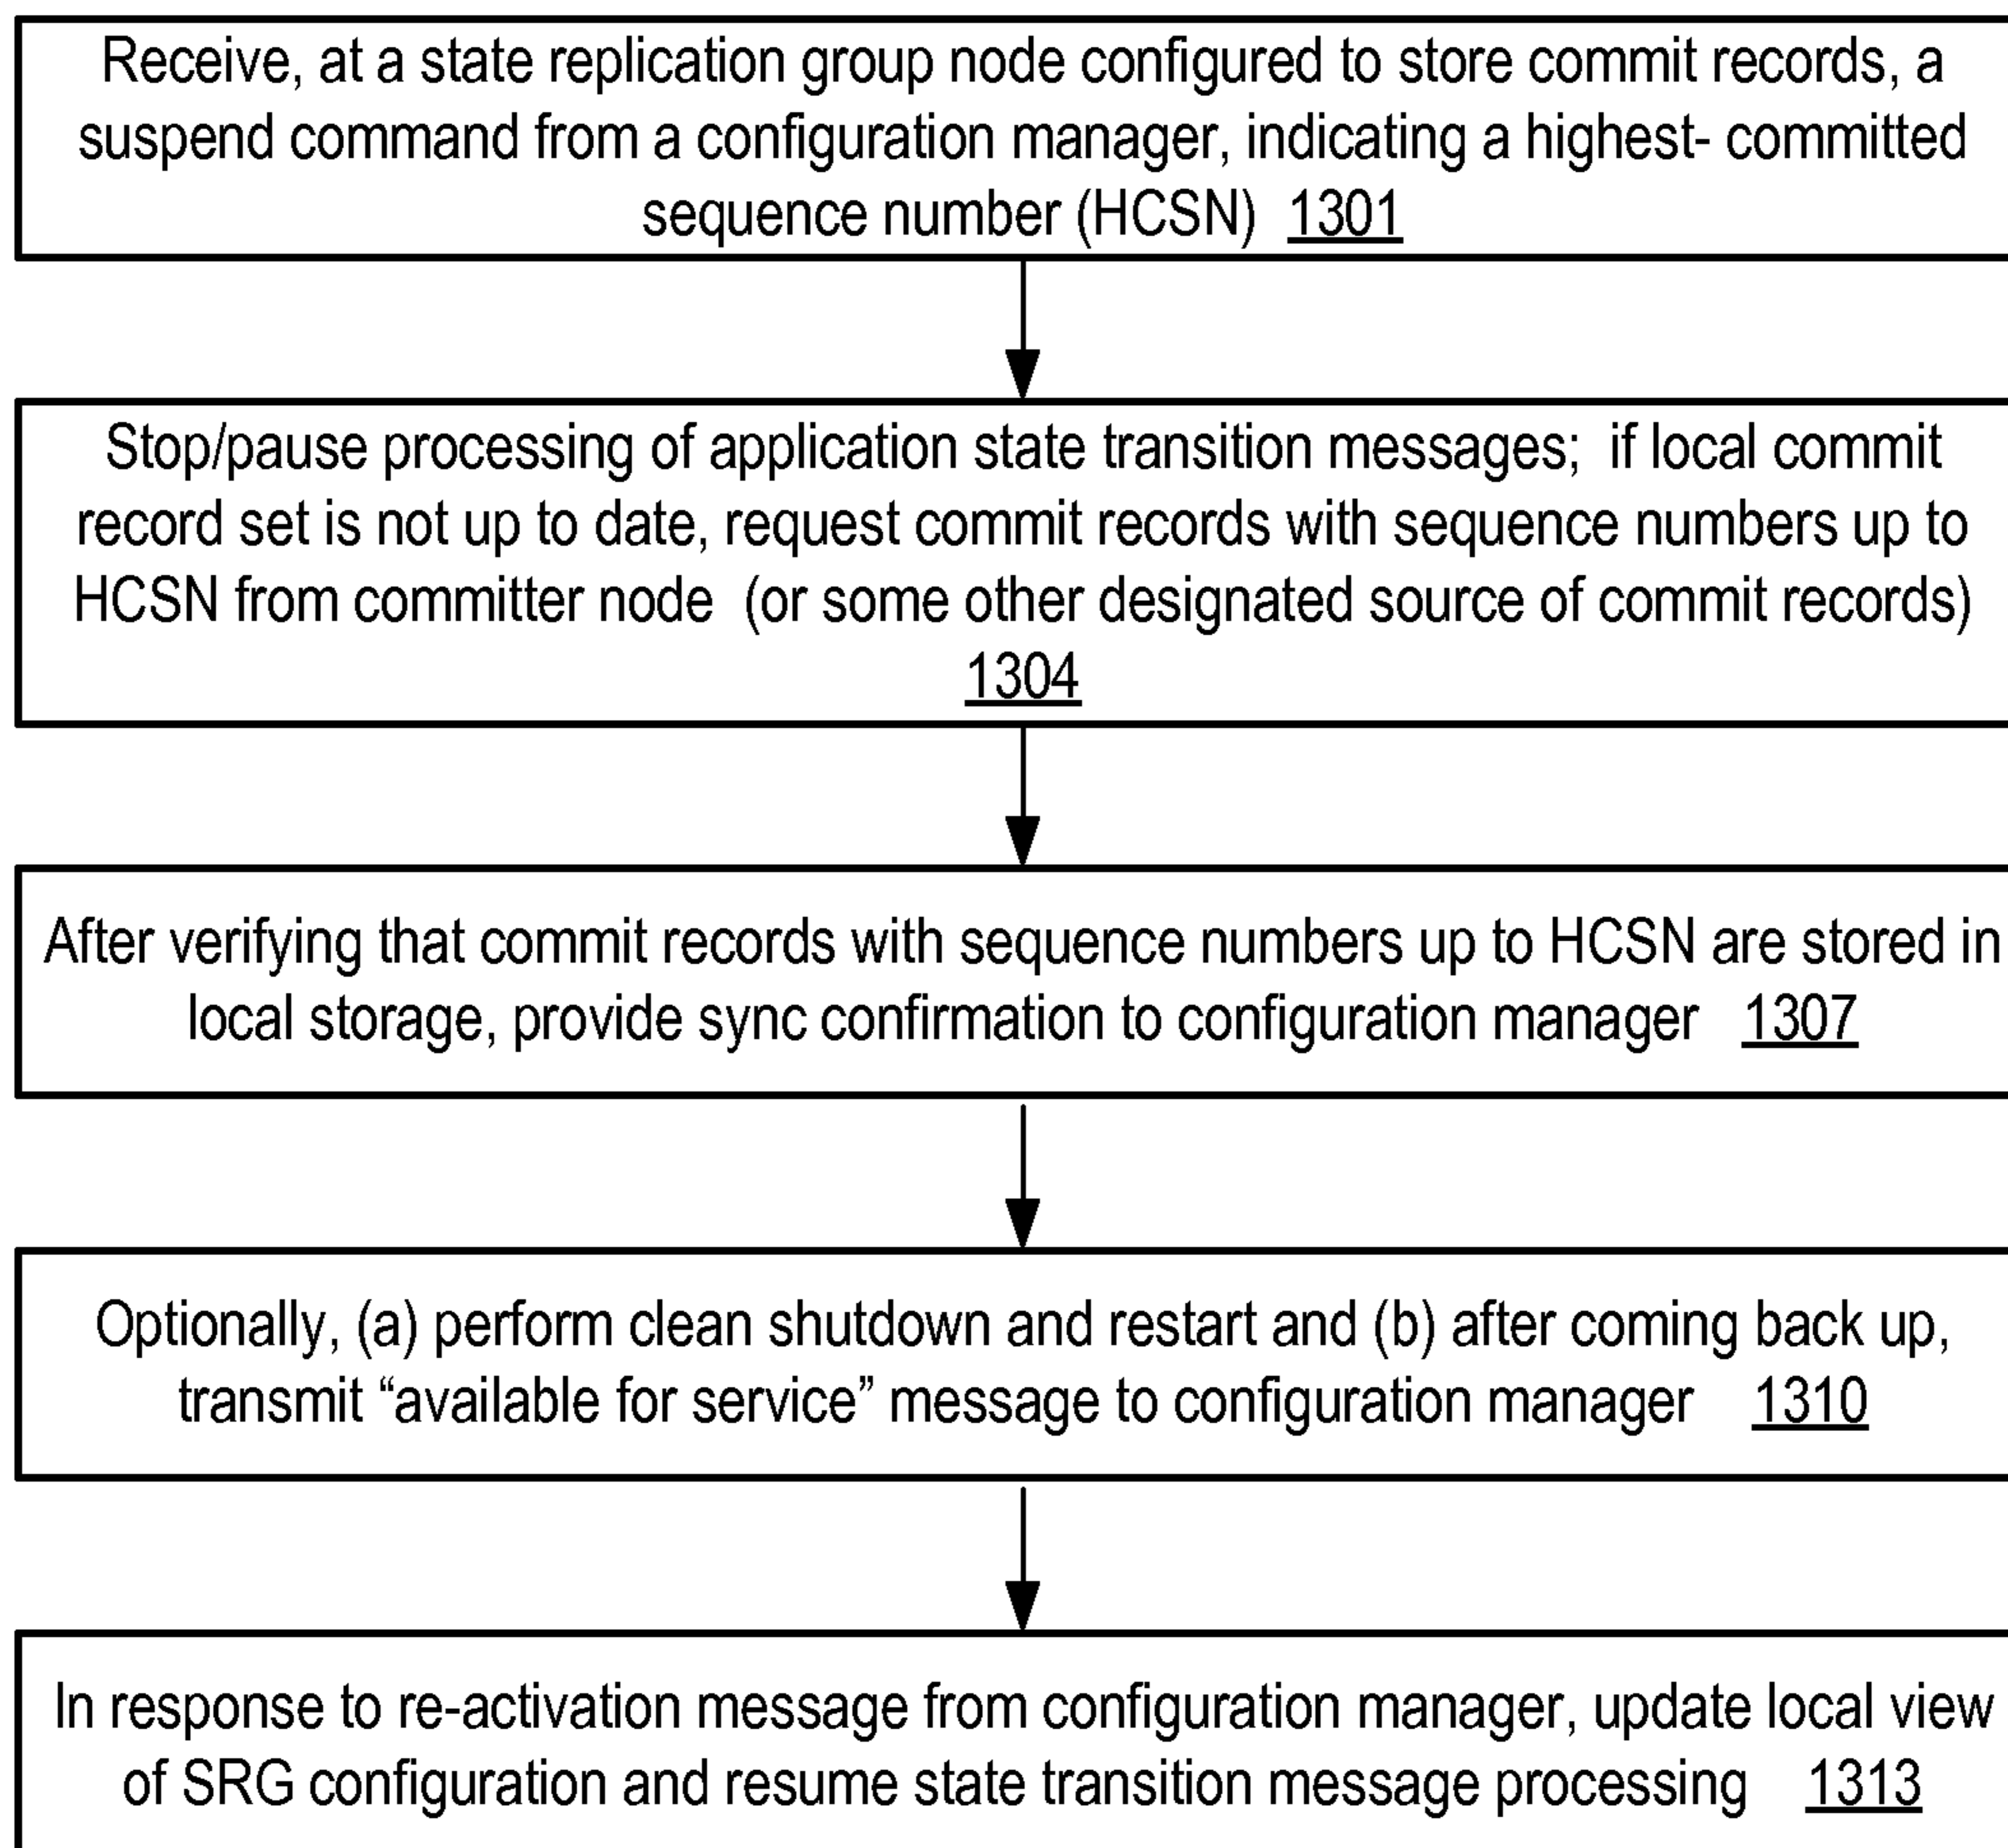 Receive, at a state replication group node configured to store commit records, a
suspend command from a configuration manager, indicating a highest- committed
sequence number (HCSN) 1301
Stop/pause processing of application state transition messages; if local commit
record set is not up to date, request commit records with sequence numbers up to
HCSN from committer node (or some other designated source of commit records)
1304
After verifying that commit records with sequence numbers up to HCSN are stored in
local storage, provide sync confirmation to configuration manager 1307
Optionally, (a) perform clean shutdown and restart and (b) after coming back up,
transmit “available for service” message to configuration manager 1310
In response to re-activation message from configuration manager, update local view
of SRG configuration and resume state transition message processing 1313